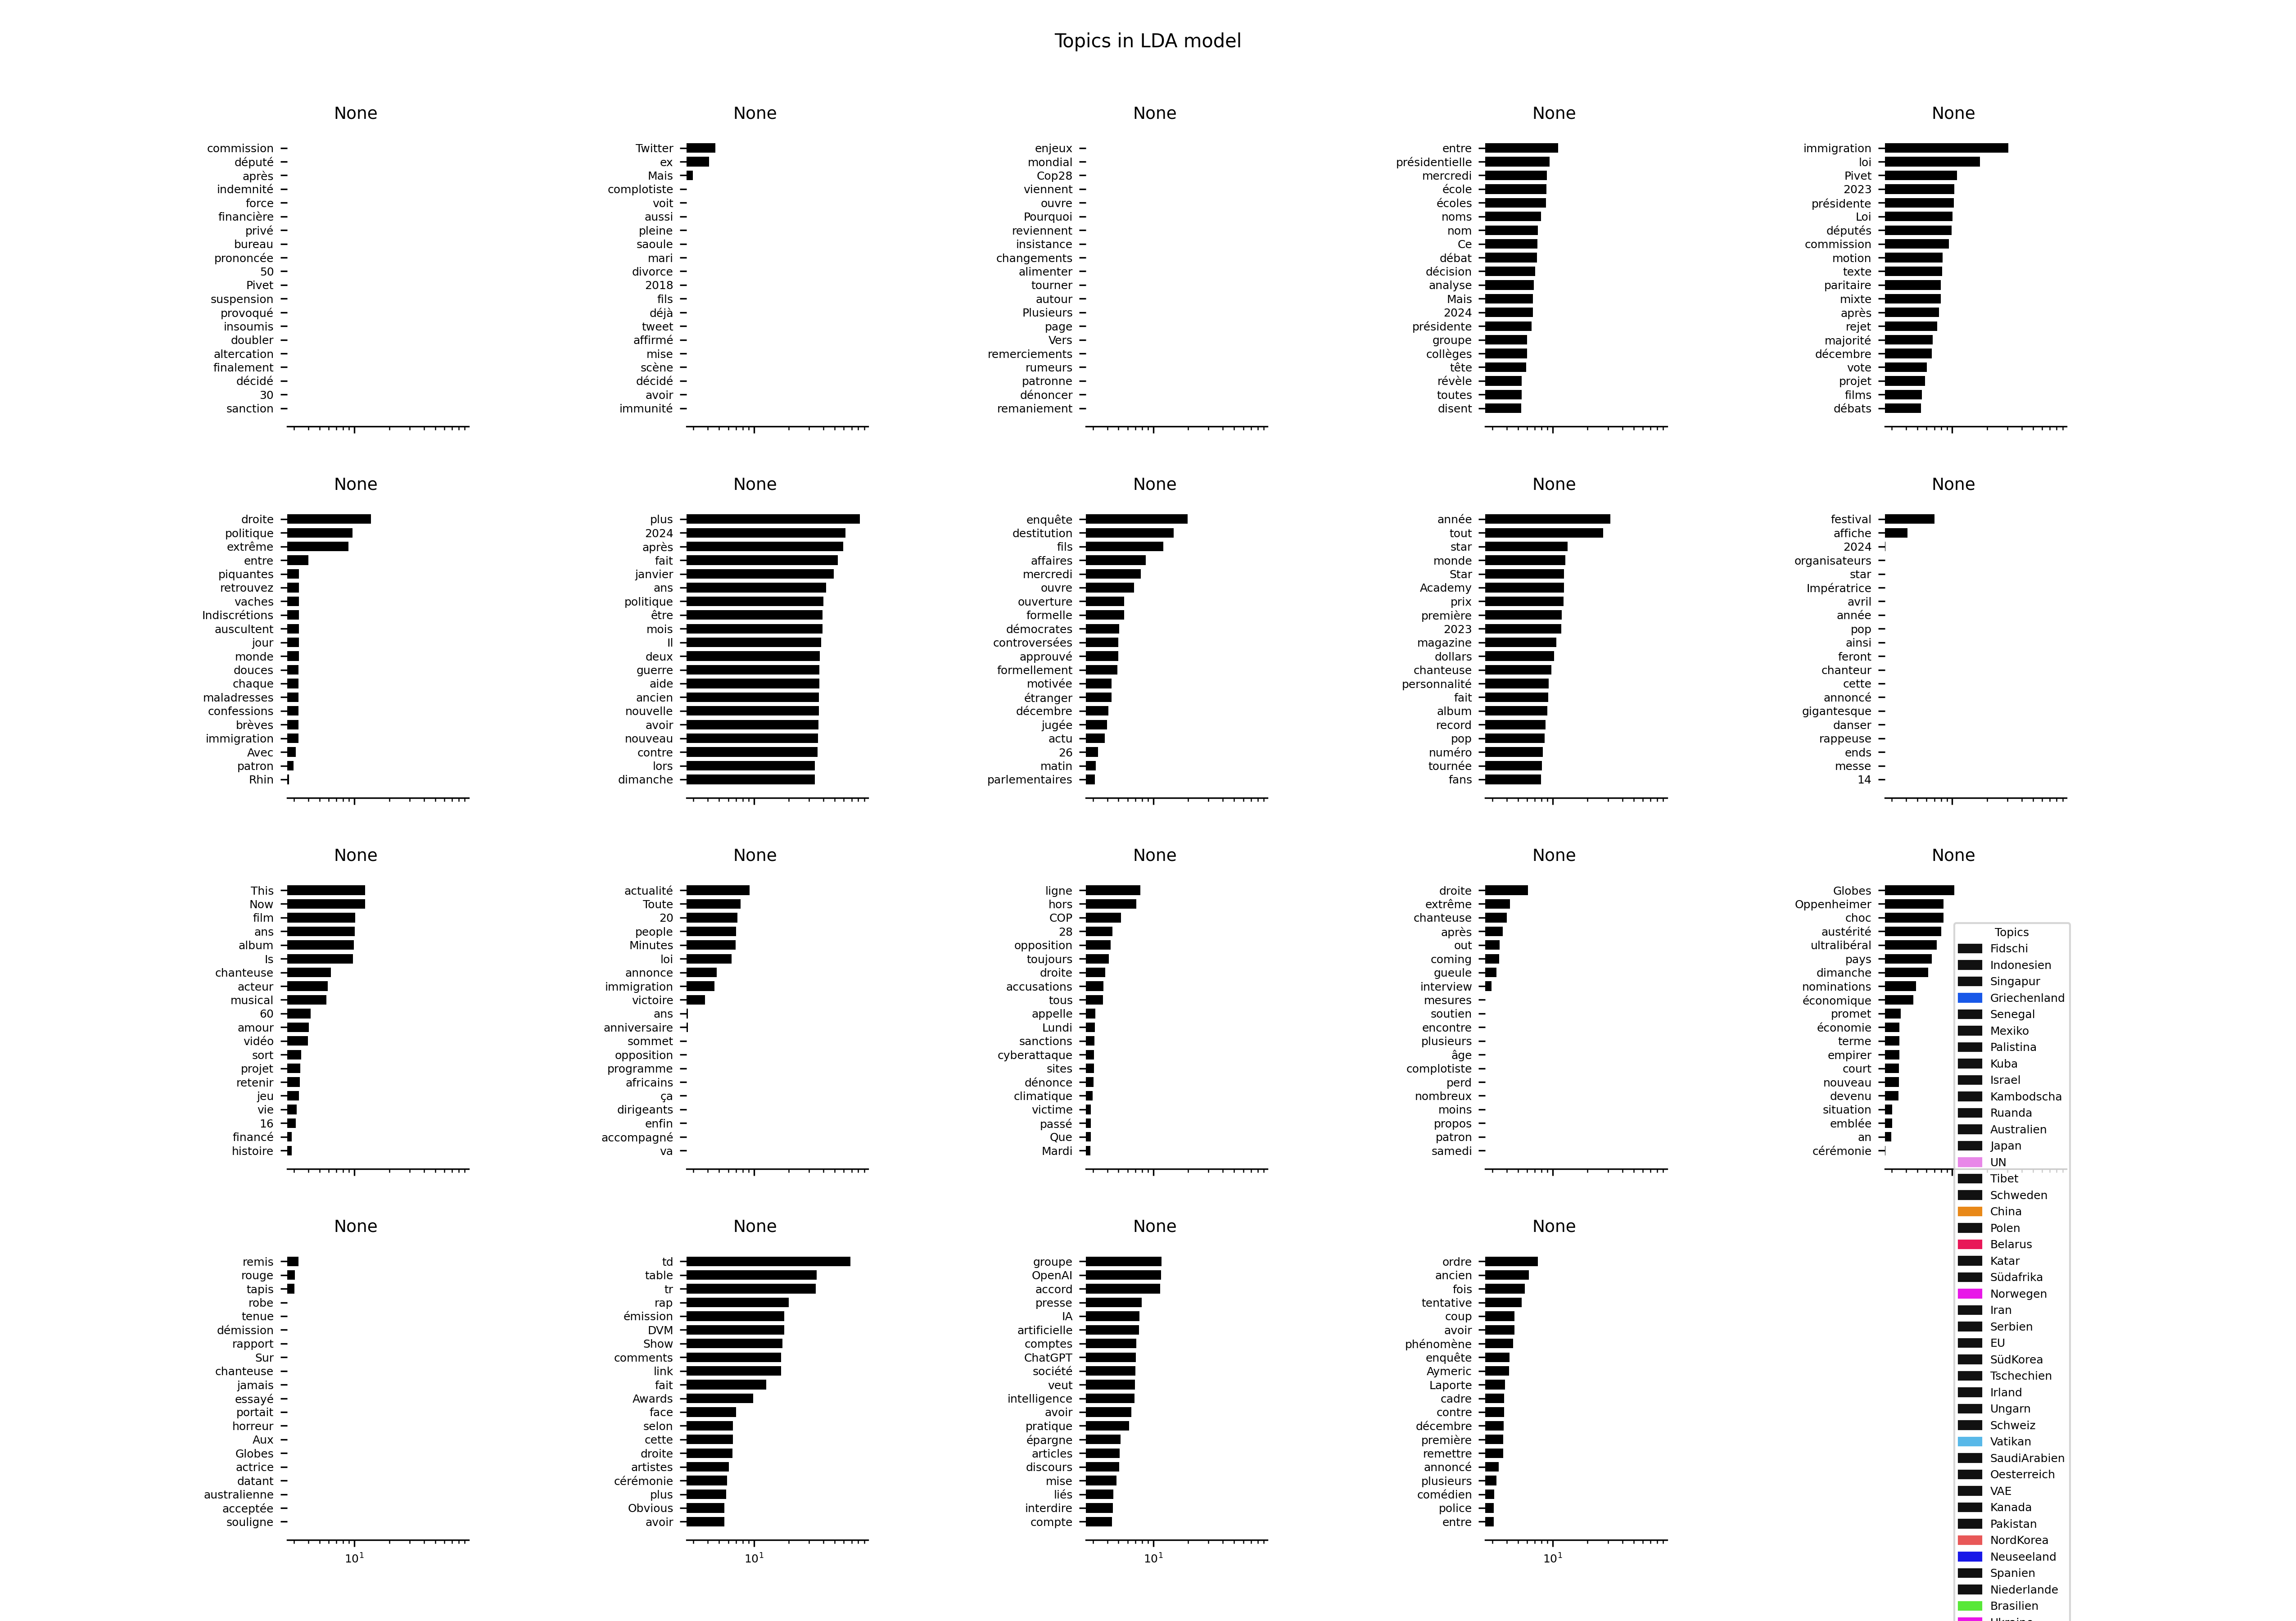 Topics in LDA model
None
commission
député
après
indemnité
force
financière
privé
bureau
prononcée
50
Pivet
suspension
provoqué
insoumis
doubler
altercation
finalement
décidé
30
sanction
None
Twitter
ex
Mais
complotiste
voit
aussi
pleine
saoule
mari
divorce
2018
fils
déjà
tweet
affirmé
mise
scène
décidé
avoir
immunité
None
enjeux
mondial
Cop28
viennent
ouvre
Pourquoi
reviennent
insistance
changements
alimenter
tourner
autour
Plusieurs
page
Vers
remerciements
rumeurs
patronne
dénoncer
remaniement
None
entre
présidentielle
mercredi
école
écoles
noms
nom
Ce
débat
décision
analyse
Mais
2024
présidente
groupe
collèges
tête
révèle
toutes
disent
None
immigration
loi
Pivet
2023
présidente
Loi
députés
commission
motion
texte
paritaire
mixte
après
rejet
majorité
décembre
vote
projet
films
débats
None
droite
politique
extrême
entre
piquantes
retrouvez
vaches
Indiscrétions
auscultent
jour
monde
douces
chaque
maladresses
confessions
brèves
immigration
Avec
patron
Rhin
None
plus
2024
après
fait
janvier
ans
politique
être
mois
Il
deux
guerre
aide
ancien
nouvelle
avoir
nouveau
contre
lors
dimanche
None
enquête
destitution
fils
affaires
mercredi
ouvre
ouverture
formelle
démocrates
controversées
approuvé
formellement
motivée
étranger
décembre
jugée
actu
26
matin
parlementaires
None
année
tout
star
monde
Star
Academy
prix
première
2023
magazine
dollars
chanteuse
personnalité
fait
album
record
pop
numéro
tournée
fans
None
festival
affiche
2024
organisateurs
star
Impératrice
avril
année
pop
ainsi
feront
chanteur
cette
annoncé
gigantesque
danser
rappeuse
ends
messe
14
None
This
Now
film
ans
album
Is
chanteuse
acteur
musical
60
amour
vidéo
sort
projet
retenir
jeu
vie
16
financé
histoire
None
actualité
Toute
20
people
Minutes
loi
annonce
immigration
victoire
ans
anniversaire
sommet
opposition
programme
africains
ça
dirigeants
enfin
accompagné
va
None
ligne
hors
COP
28
opposition
toujours
droite
accusations
tous
appelle
Lundi
sanctions
cyberattaque
sites
dénonce
climatique
victime
passé
Que
Mardi
None
droite
extrême
chanteuse
après
out
coming
gueule
interview
mesures
soutien
encontre
plusieurs
âge
complotiste
perd
nombreux
moins
propos
patron
samedi
None
Globes
Oppenheimer
choc
austérité
ultralibéral
pays
dimanche
nominations
économique
promet
économie
terme
empirer
court
nouveau
devenu
situation
emblée
an
cérémonie
None
remis
rouge
tapis
robe
tenue
démission
rapport
Sur
chanteuse
jamais
essayé
portait
horreur
Aux
Globes
actrice
datant
australienne
acceptée
souligne
10¹
None
td
table
tr
rap
émission
DVM
Show
comments
link
fait
Awards
face
selon
cette
droite
artistes
cérémonie
plus
Obvious
avoir
10¹
None
groupe
OpenAI
accord
presse
IA
artificielle
comptes
ChatGPT
société
veut
intelligence
avoir
pratique
épargne
articles
discours
mise
liés
interdire
compte
10¹
None
ordre
ancien
fois
tentative
coup
avoir
phénomène
enquête
Aymeric
Laporte
cadre
contre
décembre
première
remettre
annoncé
plusieurs
comédien
police
entre
10¹
Topics
Fidschi
Indonesien
Singapur
Griechenland
Senegal
Mexiko
Palistina
Kuba
Israel
Kambodscha
Ruanda
Australien
Japan
UN
Tibet
Schweden
China
Polen
Belarus
Katar
Südafrika
Norwegen
Iran
Serbien
EU
SüdKorea
Tschechien
Irland
Ungarn
Schweiz
Vatikan
SaudiArabien
Oesterreich
VAE
Kanada
Pakistan
NordKorea
Neuseeland
Spanien
Niederlande
Brasilien